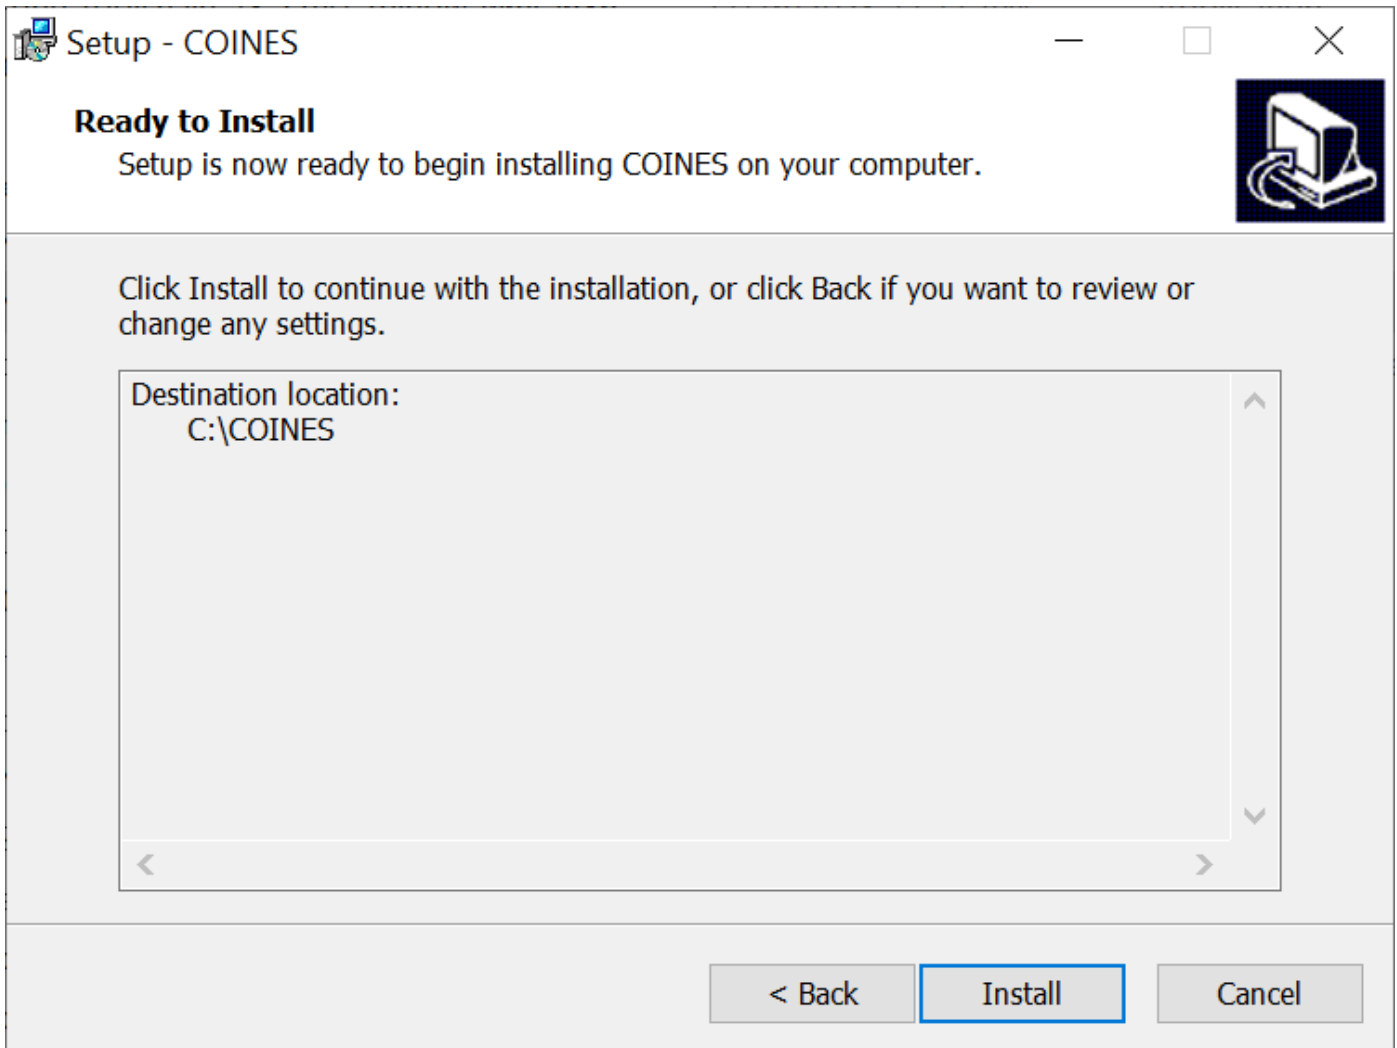 Setup - COINES
Ready to Install
Setup is now ready to begin installing COINES on your computer.
Click Install to continue with the installation, or click Back if you want to review or
change any settings.
Destination location:
C:\COINES
< Back
Install
Cancel